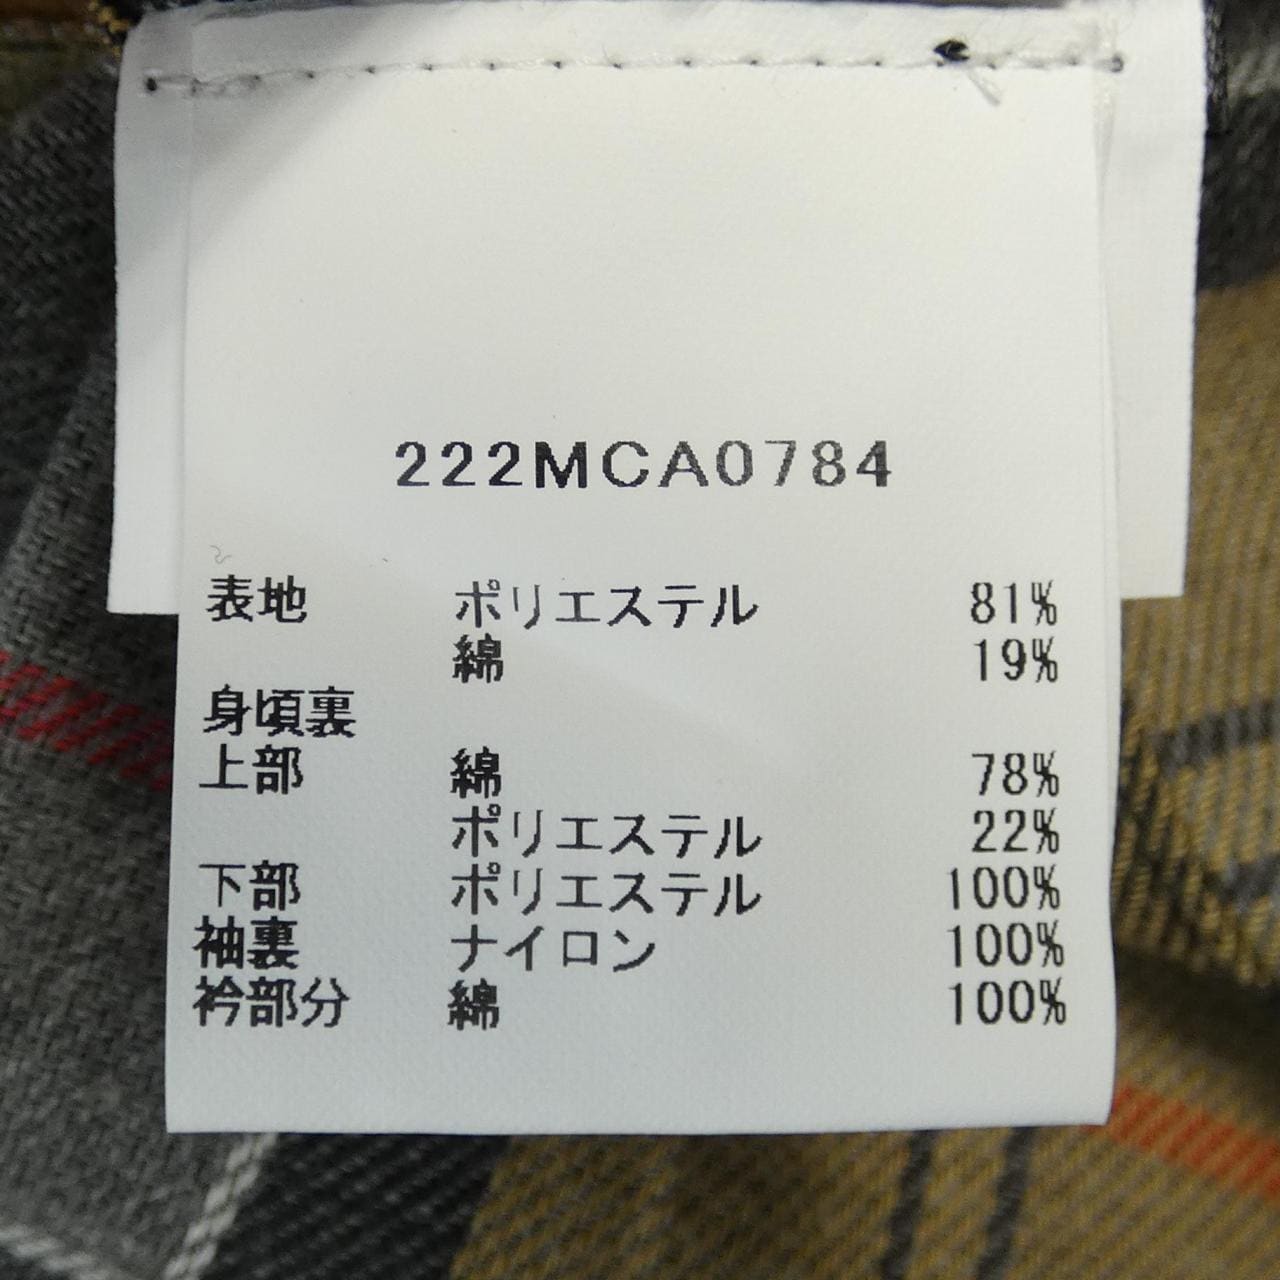 222MCA0784
表地 ポリエステル 81%
綿 19%
身頃裏
上部 綿 78%
ポリエステル 22%
下部 ポリエステル 100%
袖裏 ナイロン 100%
衿部分 綿 100%